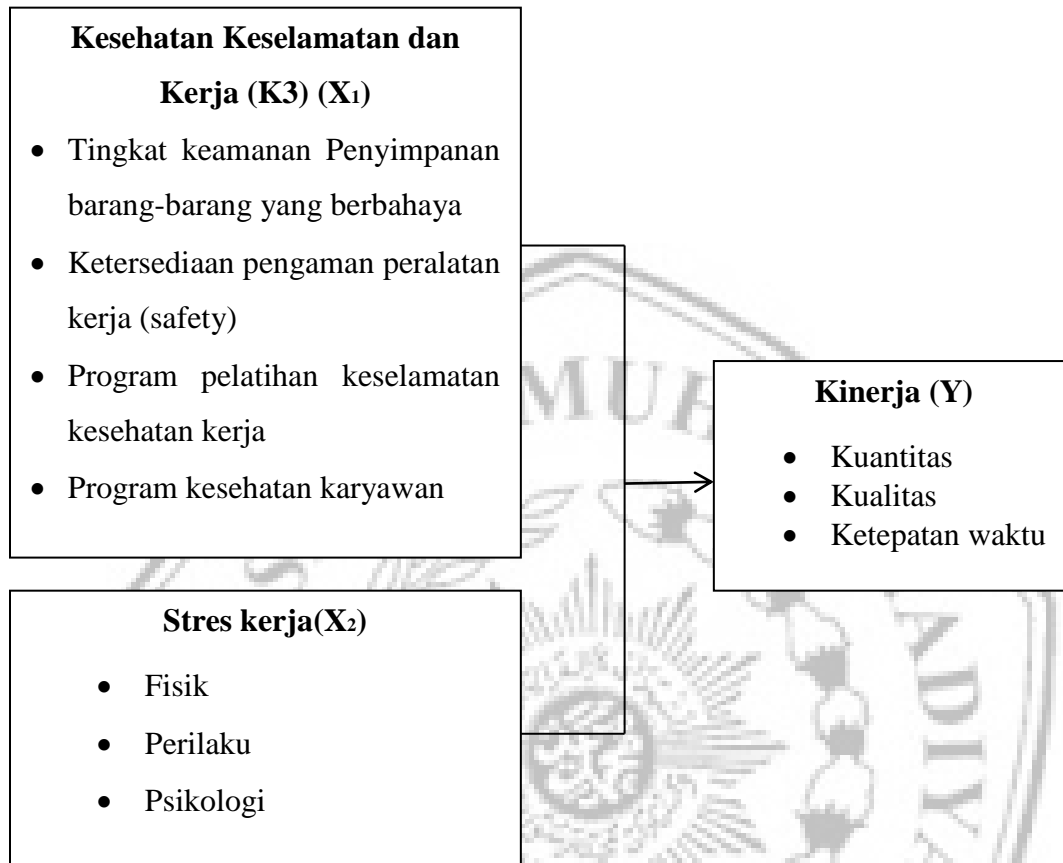 Kesehatan Keselamatan dan
Kerja (K3) (X₁)
• Tingkat keamanan Penyimpanan
barang-barang yang berbahaya
• Ketersediaan pengaman peralatan
kerja (safety)
• Program pelatihan keselamatan
kesehatan kerja
• Program kesehatan karyawan
Stres kerja(X₂)
• Fisik
• Perilaku
• Psikologi
Kinerja (Y)
• Kuantitas
• Kualitas
• Ketepatan waktu